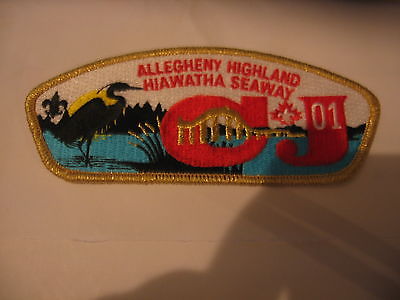 ALLEGHENY HIGHLAND
HIAWATHA SEAWAY
CJ 01